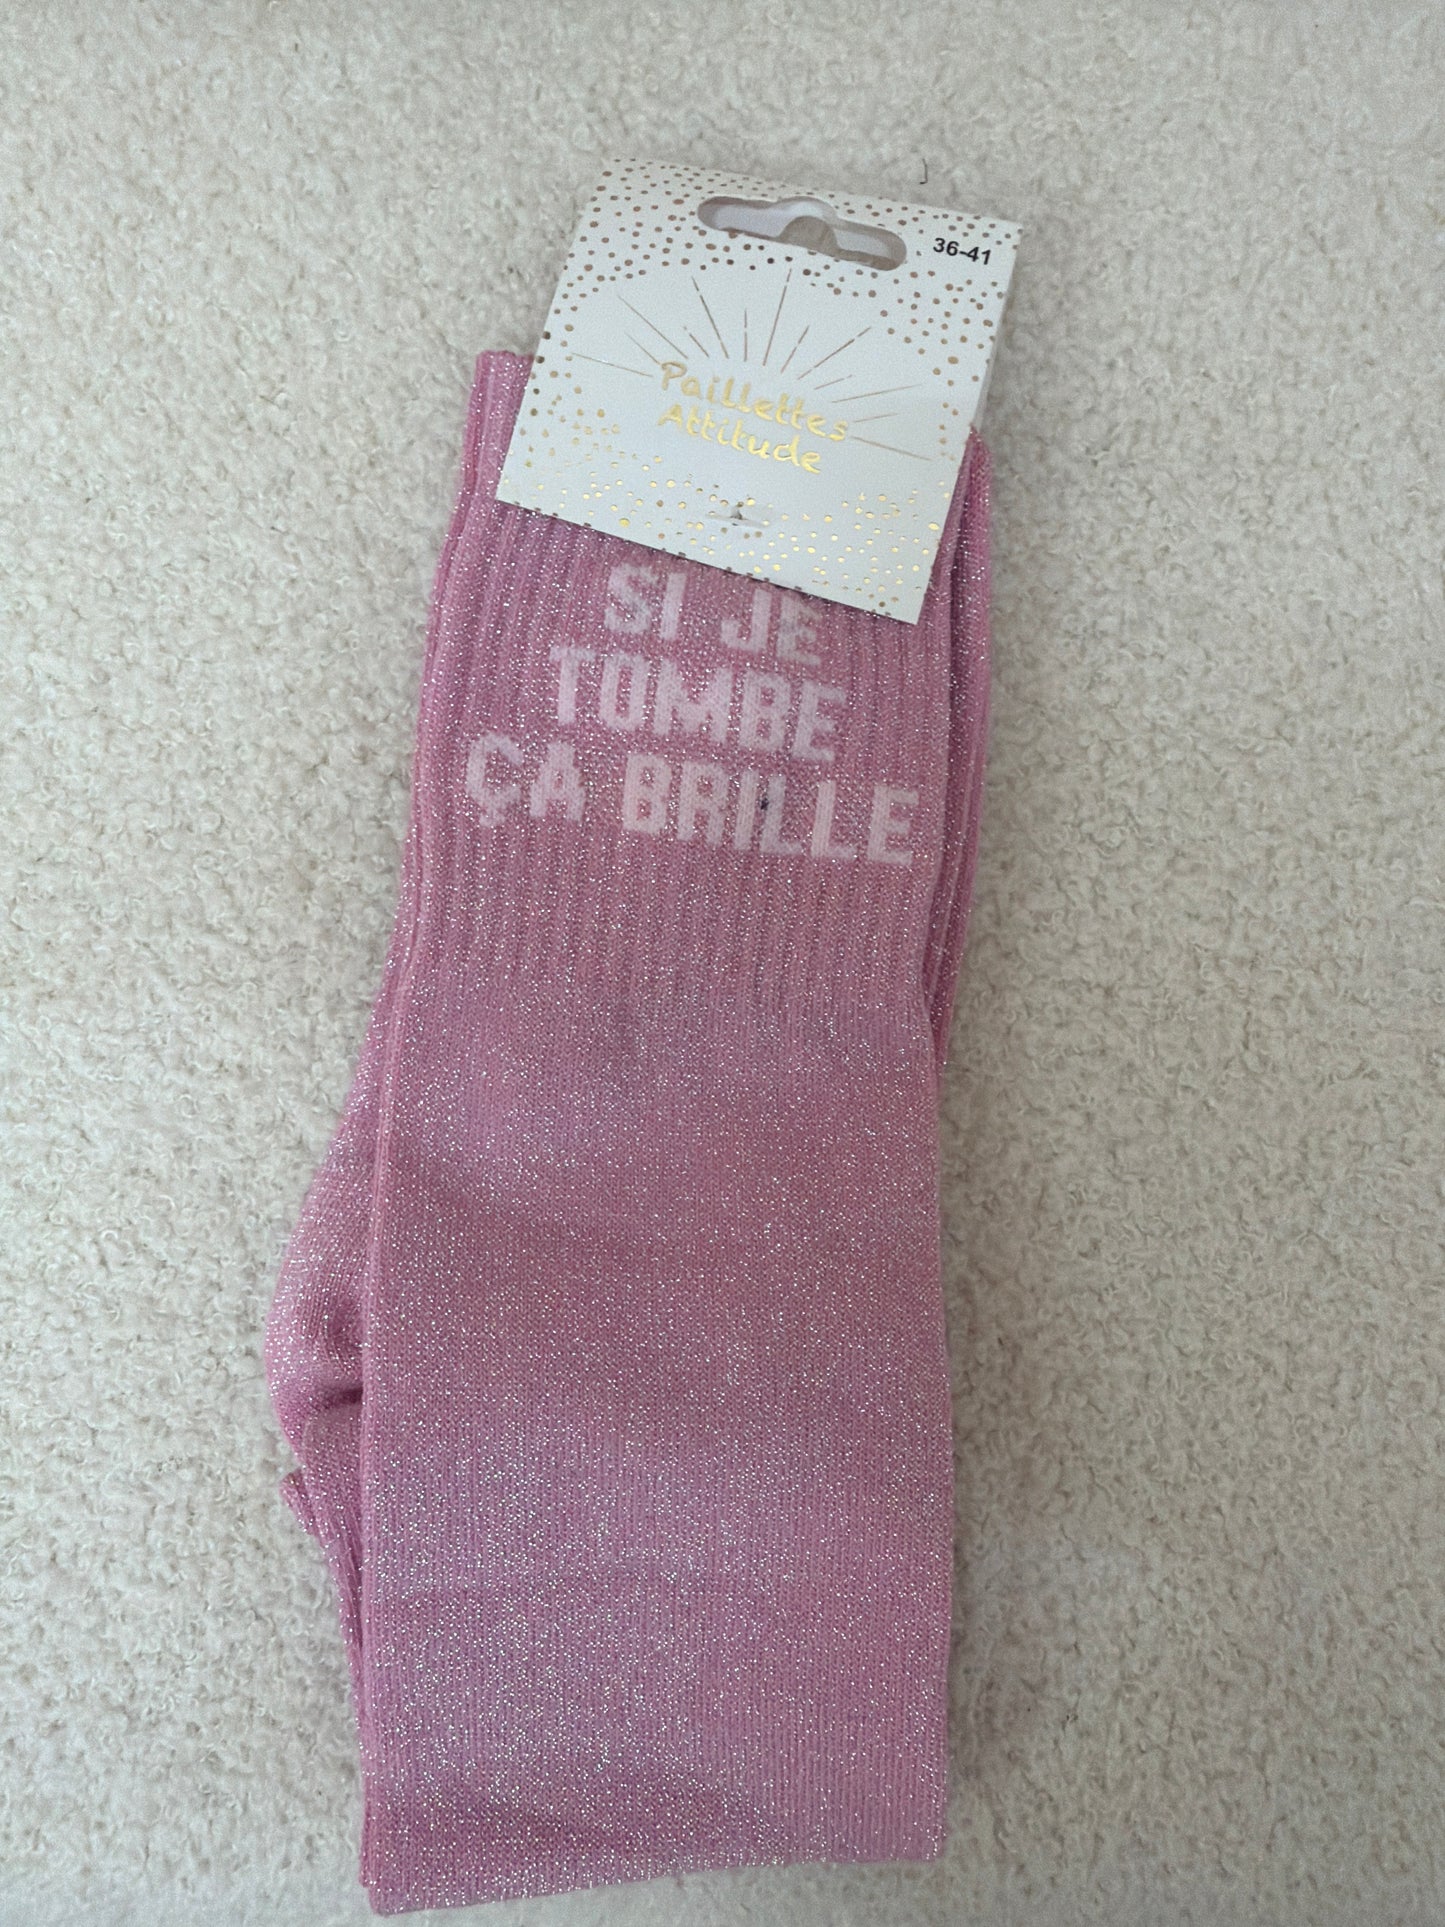 36-41
Paillettes
Attitude
SI JE
TOMBE
ÇA BRILLE